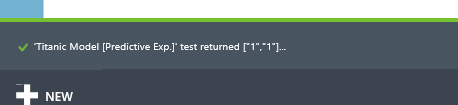 'Titanic Model [Predictive Exp.]' test returned ["1","1"]...
NEW